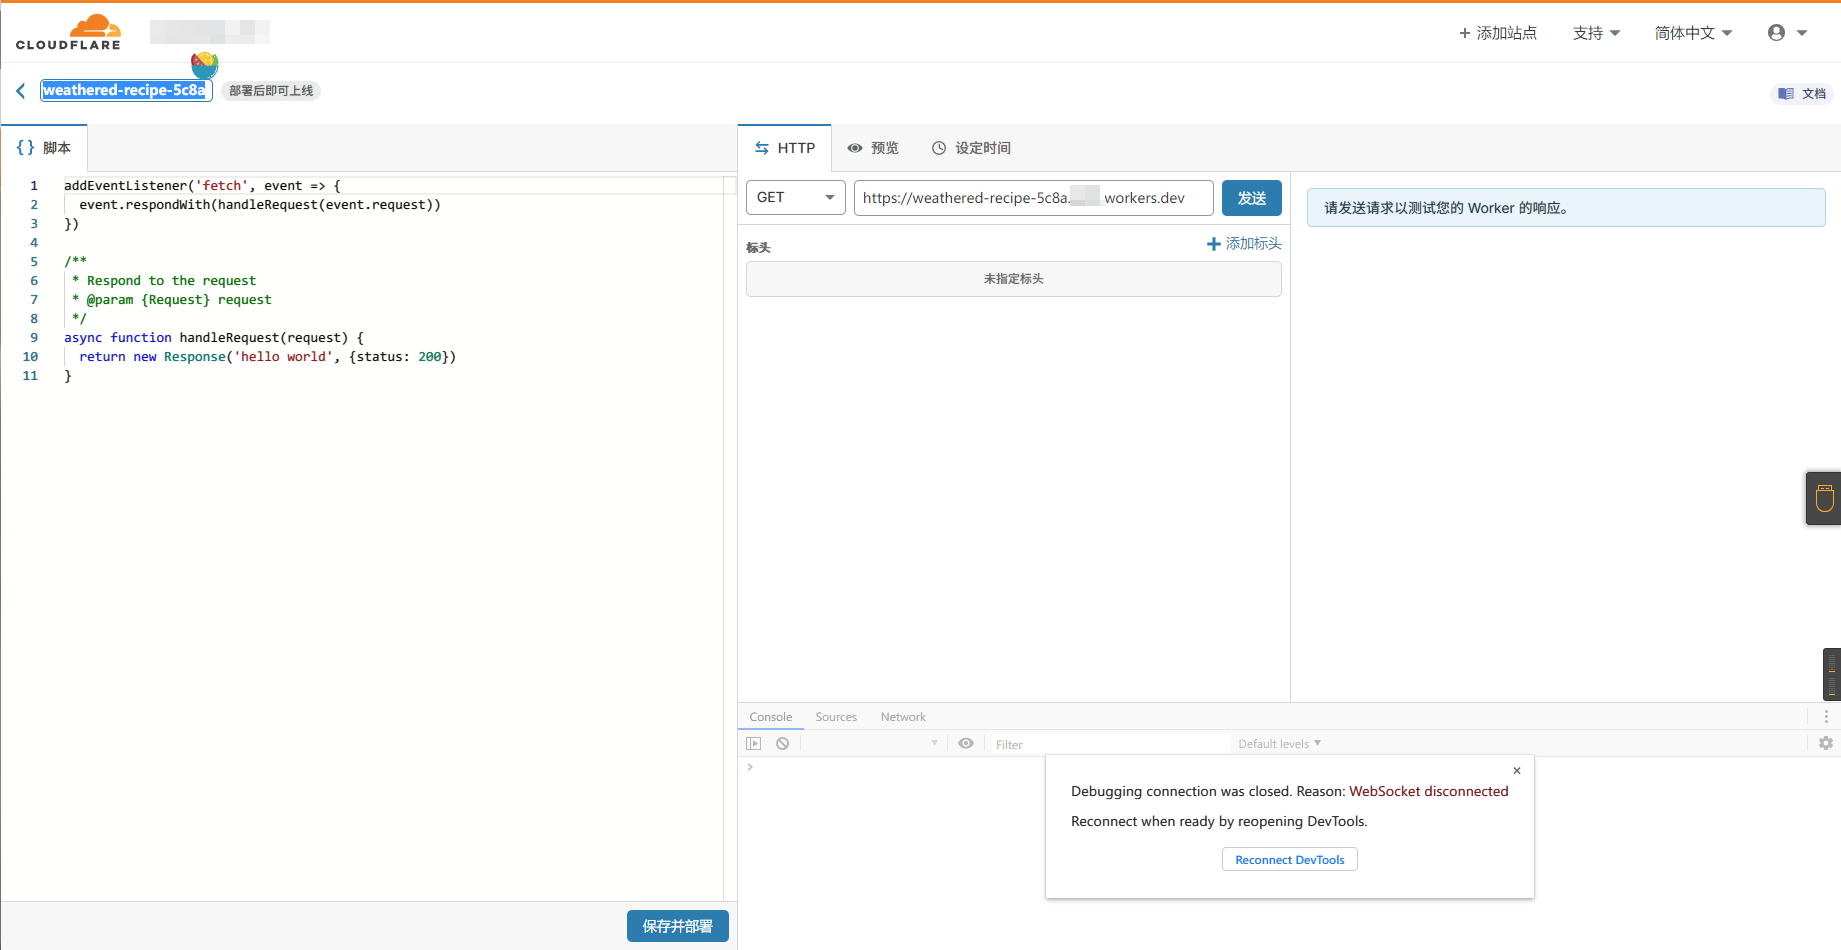 CLOUDFLARE
添加站点
支持
简体中文
weathered-recipe-5c8a
部署后即可上线
文档
{} 脚本
HTTP
预览
设定时间
1 addEventListener('fetch', event => {
2 event.respondWith(handleRequest(event.request))
3 })
4
5 /**
6 * Respond to the request
7 * @param {Request} request
8 */
9 async function handleRequest(request) {
10 return new Response('hello world', {status: 200})
11 }
GET
https://weathered-recipe-5c8a. workers.dev
发送
请发送请求以测试您的 Worker 的响应。
标头
添加标头
未指定标头
Console Sources Network
Filter
Default levels
Debugging connection was closed. Reason: WebSocket disconnected
Reconnect when ready by reopening DevTools.
Reconnect DevTools
保存并部署